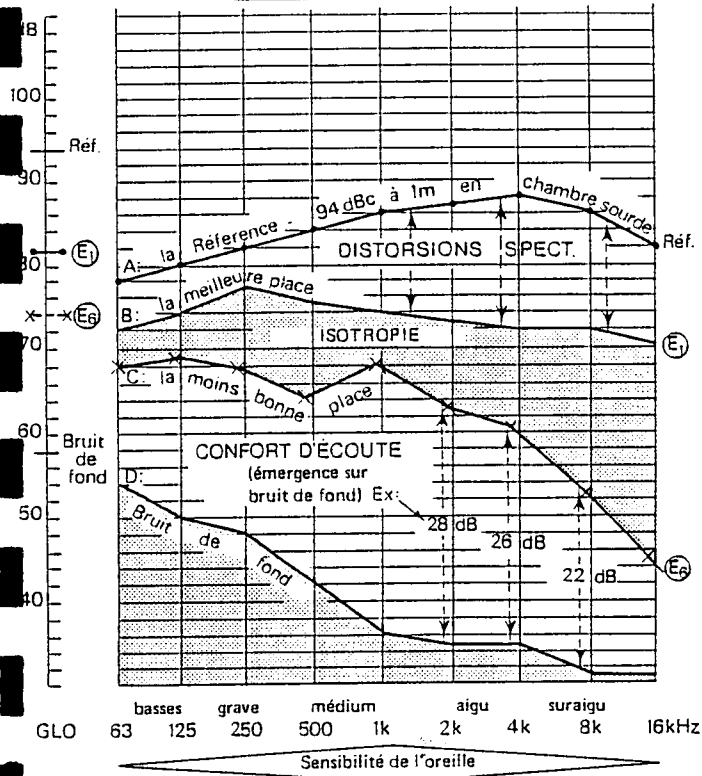 dB
100
Réf.
90
94 dBc à 1m en chambre sourde
A: la Réference -
Réf.
E1
80
DISTORSIONS SPECT.
B: la meilleure place
E6
70
ISOTROPIE
E1
C: la moins bonne place
60
Bruit de fond
CONFORT D'ÉCOUTE
(émergence sur
bruit de fond) Ex:
D:
50
Bruit de fond
28 dB
26 dB
22 dB
E6
40
basses grave médium aigu suraigu
GLO 63 125 250 500 1k 2k 4k 8k 16kHz
Sensibilité de l'oreille